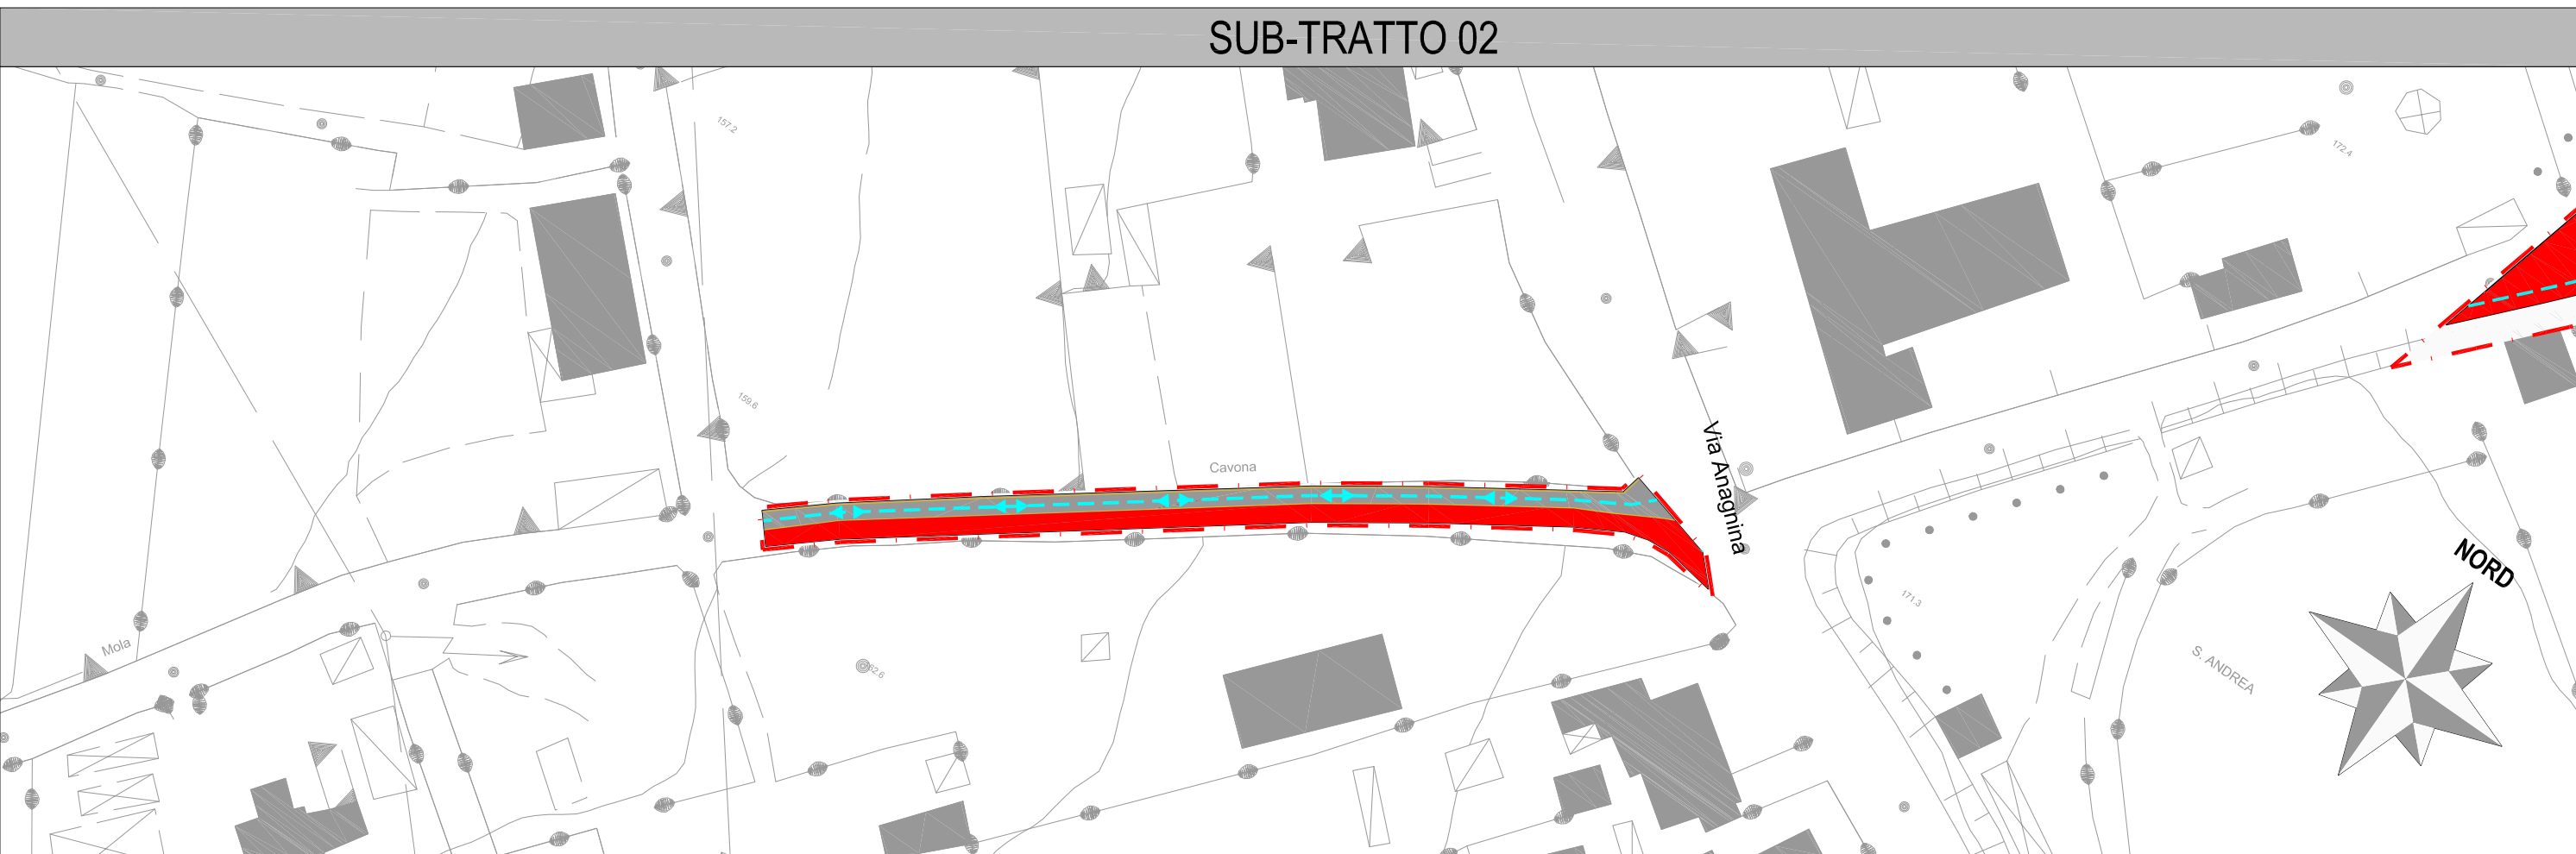 SUB-TRATTO 02
157.2
172.4
159.6
Cavona
Via Anagnina
NORD
171.3
Mola
S. ANDREA